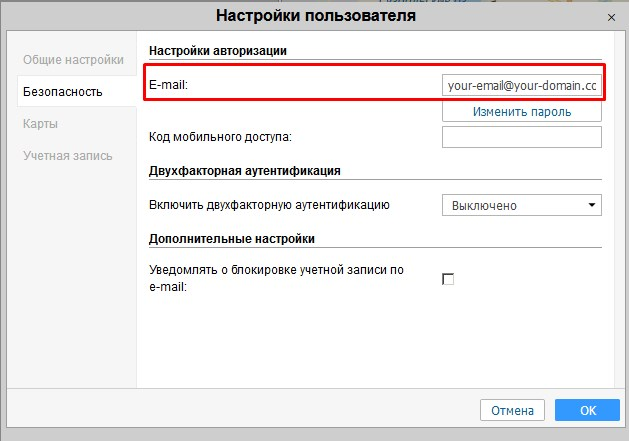 Настройки пользователя
Общие настройки
Безопасность
Карты
Учетная запись
Настройки авторизации
E-mail:
your-email@your-domain.cc
Изменить пароль
Код мобильного доступа:
Двухфакторная аутентификация
Включить двухфакторную аутентификацию
Выключено
Дополнительные настройки
Уведомлять о блокировке учетной записи по
e-mail:
Отмена
OK